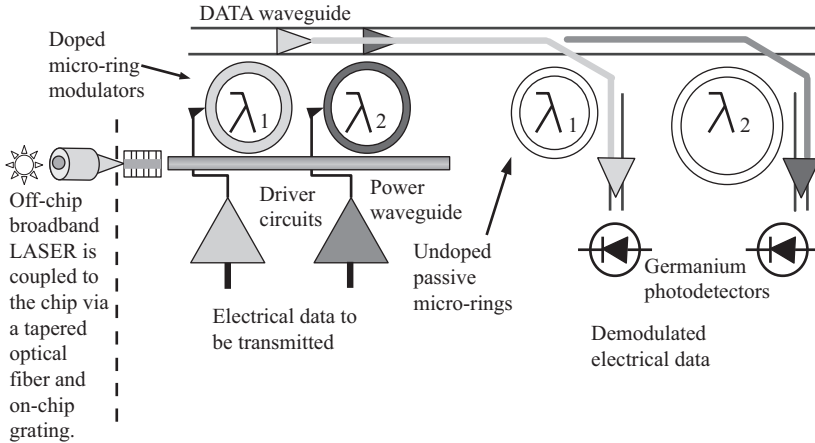 DATA waveguide
Doped
micro-ring
modulators
λ1
λ2
λ1
λ2
Off-chip
broadband
LASER is
coupled to
the chip via
a tapered
optical
fiber and
on-chip
grating.
Driver
circuits
Power
waveguide
Electrical data to
be transmitted
Undoped
passive
micro-rings
Germanium
photodetectors
Demodulated
electrical data